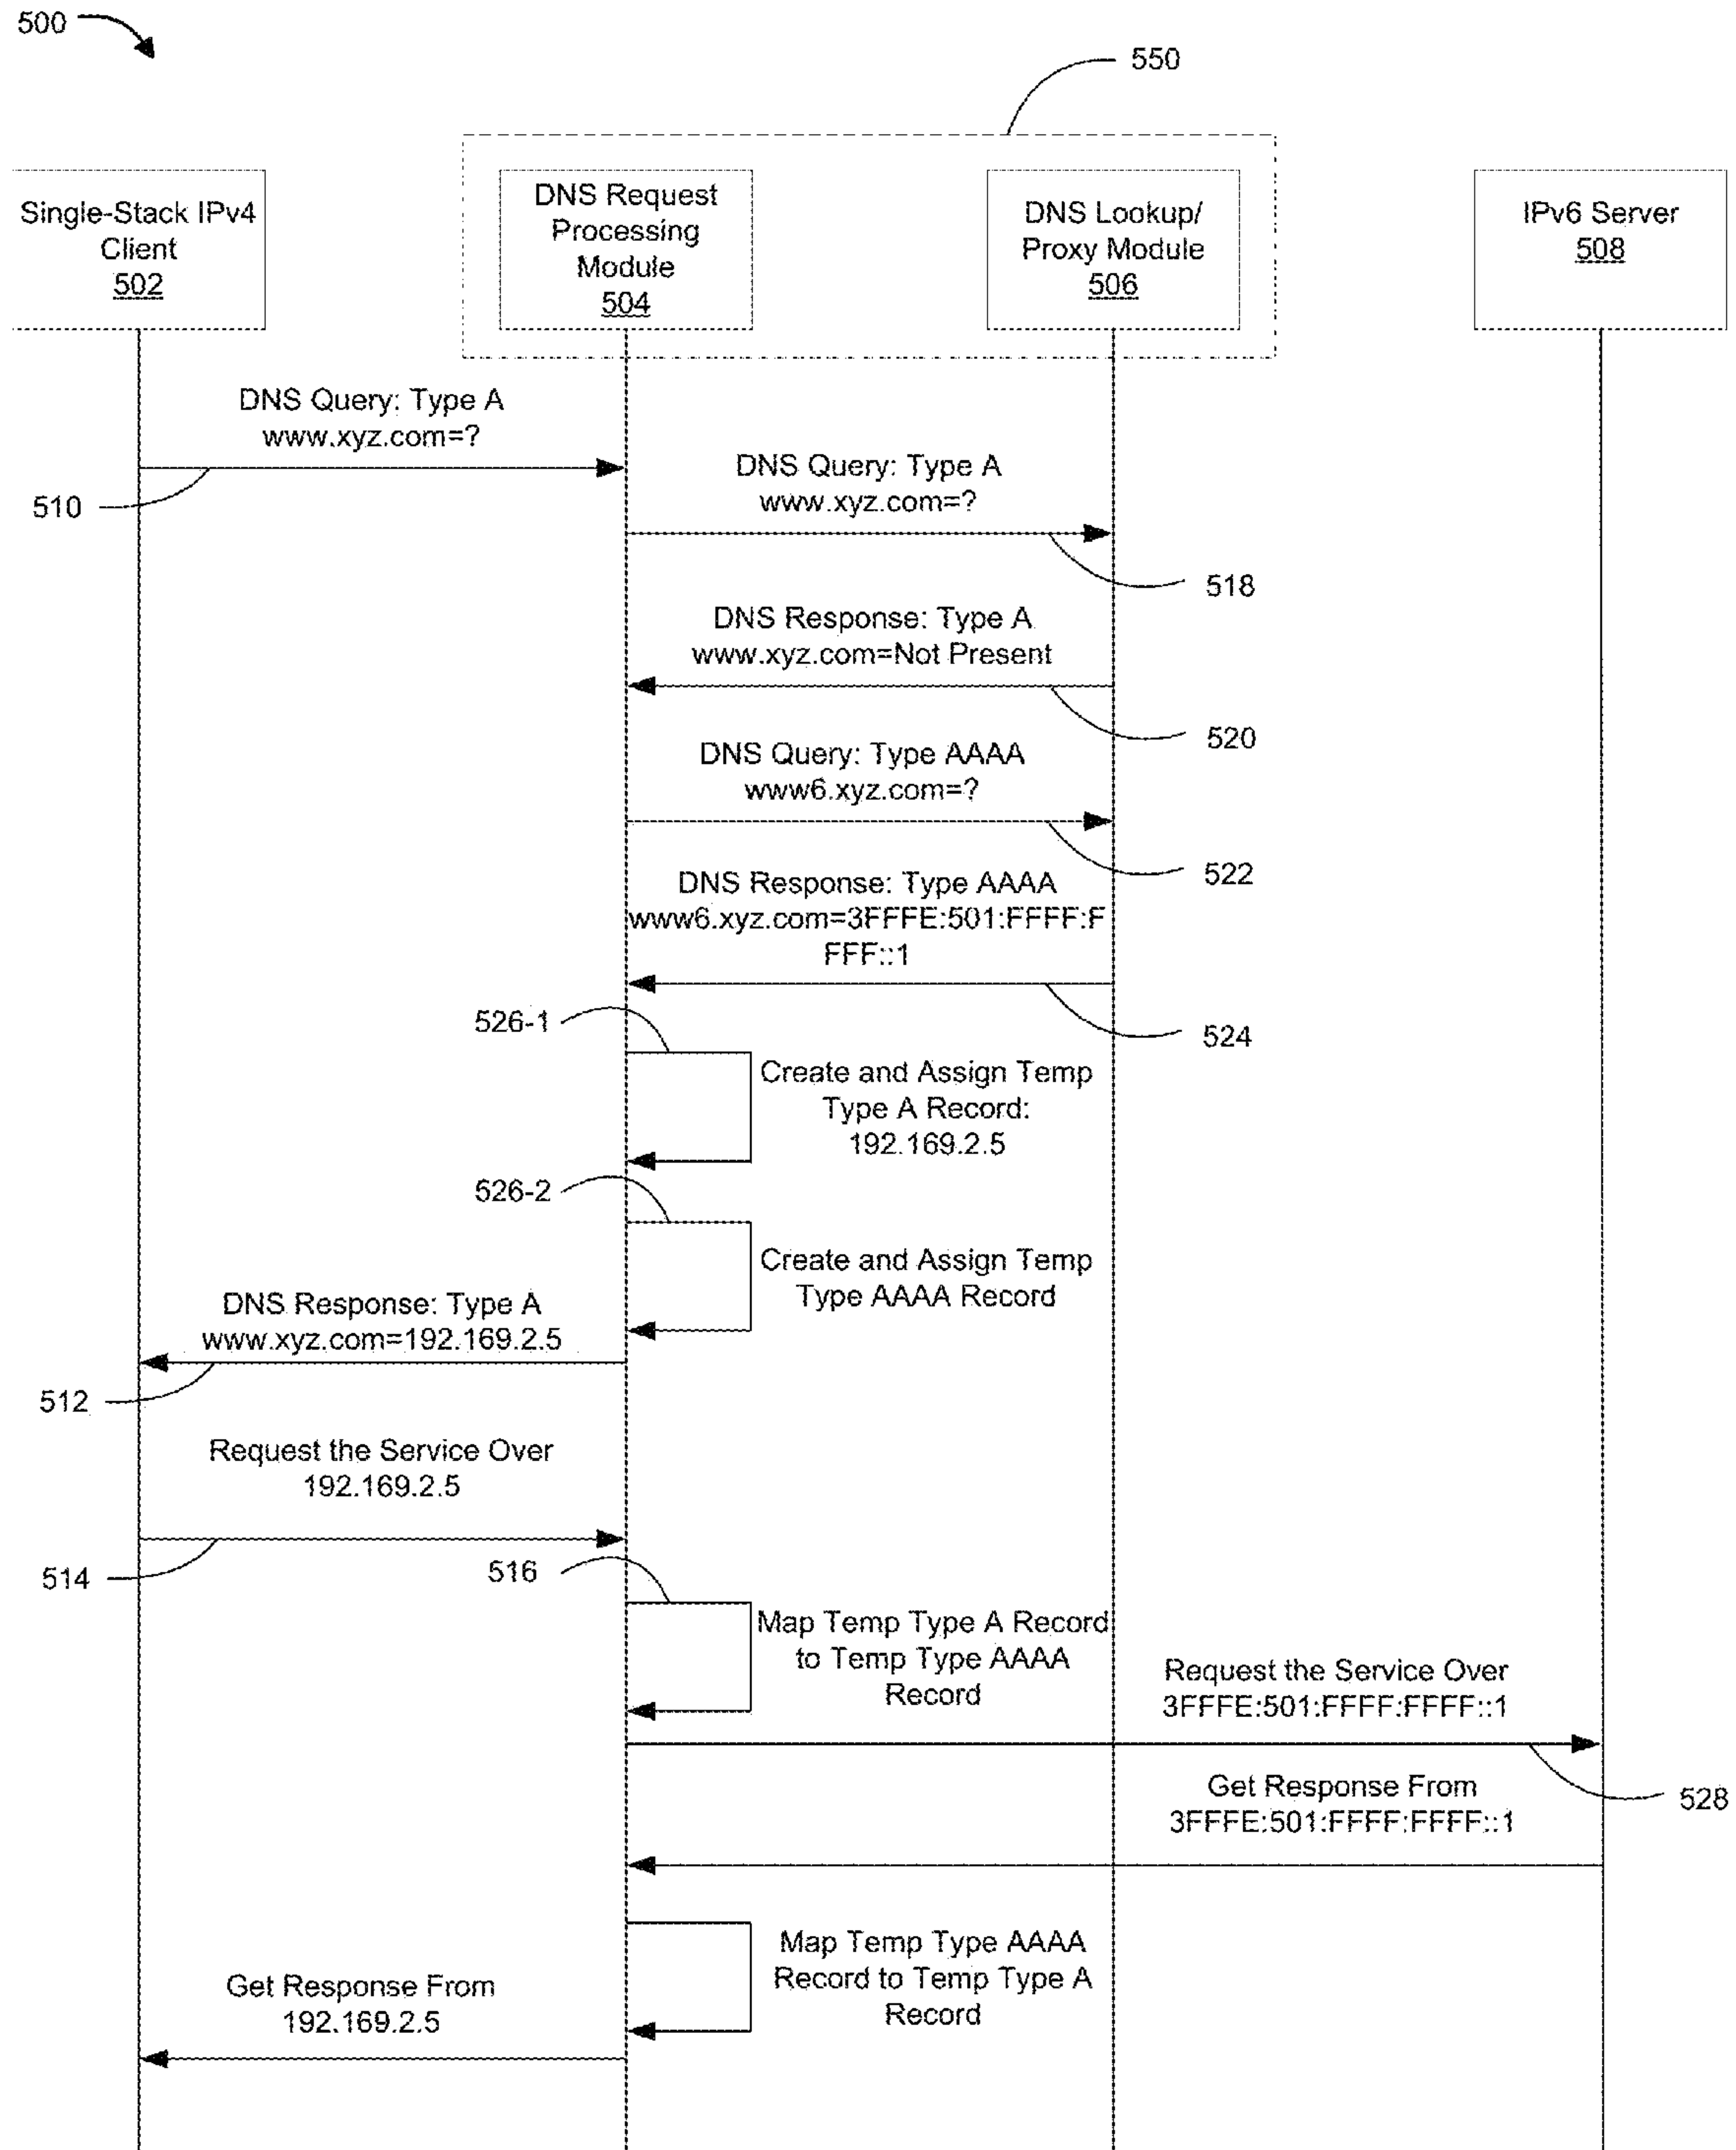 500
550
Single-Stack IPv4
Client
502
DNS Request
Processing
Module
504
DNS Lookup/
Proxy Module
506
IPv6 Server
508
DNS Query: Type A
www.xyz.com=?
510
DNS Query: Type A
www.xyz.com=?
518
DNS Response: Type A
www.xyz.com=Not Present
520
DNS Query: Type AAAA
www6.xyz.com=?
522
DNS Response: Type AAAA
www6.xyz.com=3FFFE:501:FFFF:F
FFF::1
524
526-1
Create and Assign Temp
Type A Record:
192.169.2.5
526-2
Create and Assign Temp
Type AAAA Record
DNS Response: Type A
www.xyz.com=192.169.2.5
512
Request the Service Over
192.169.2.5
514
516
Map Temp Type A Record
to Temp Type AAAA
Record
Request the Service Over
3FFFE:501:FFFF:FFFF::1
528
Get Response From
3FFFE:501:FFFF:FFFF::1
Map Temp Type AAAA
Record to Temp Type A
Record
Get Response From
192.169.2.5